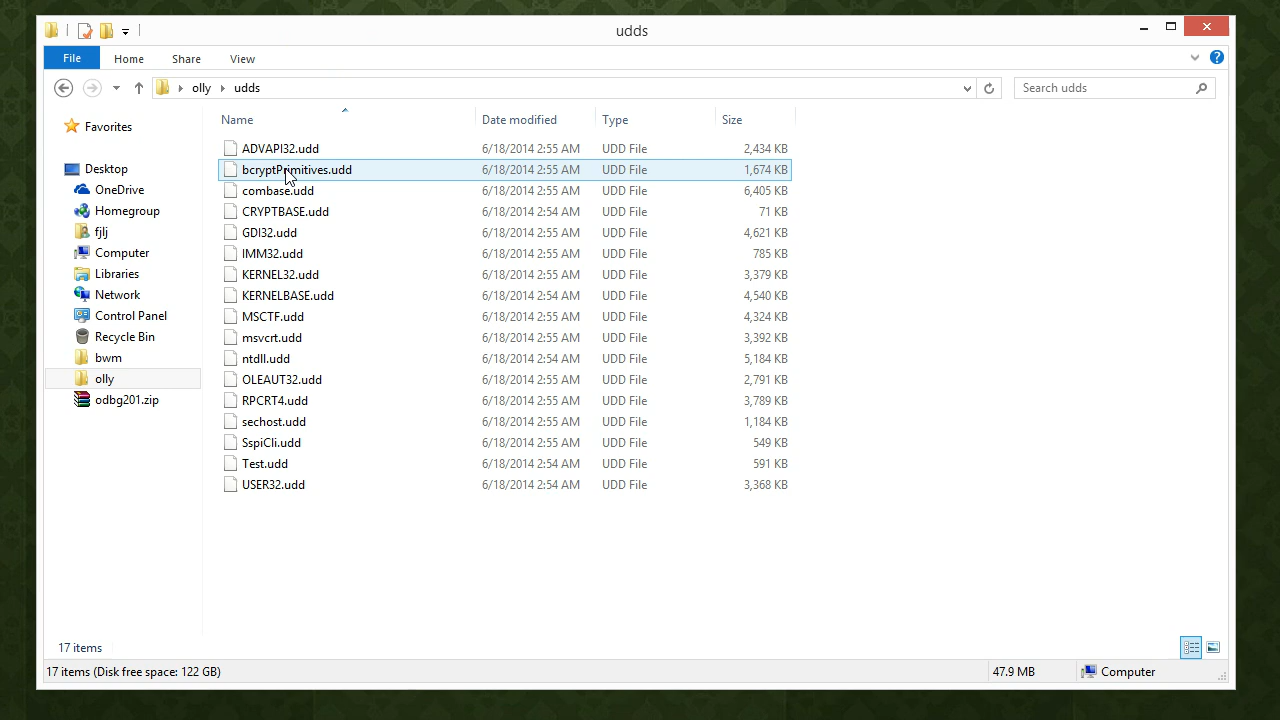 udds
File Home Share View
olly udds Search udds
Name Date modified Type Size
Favorites
Desktop
OneDrive
Homegroup
fjlj
Computer
Libraries
Network
Control Panel
Recycle Bin
bwm
olly
odbg201.zip
ADVAPI32.udd 6/18/2014 2:55 AM UDD File 2,434 KB
bcryptPrimitives.udd 6/18/2014 2:55 AM UDD File 1,674 KB
combase.udd 6/18/2014 2:55 AM UDD File 6,405 KB
CRYPTBASE.udd 6/18/2014 2:54 AM UDD File 71 KB
GDI32.udd 6/18/2014 2:55 AM UDD File 4,621 KB
IMM32.udd 6/18/2014 2:55 AM UDD File 785 KB
KERNEL32.udd 6/18/2014 2:55 AM UDD File 3,379 KB
KERNELBASE.udd 6/18/2014 2:54 AM UDD File 4,540 KB
MSCTF.udd 6/18/2014 2:55 AM UDD File 4,324 KB
msvcrt.udd 6/18/2014 2:55 AM UDD File 3,392 KB
ntdll.udd 6/18/2014 2:54 AM UDD File 5,184 KB
OLEAUT32.udd 6/18/2014 2:55 AM UDD File 2,791 KB
RPCRT4.udd 6/18/2014 2:55 AM UDD File 3,789 KB
sechost.udd 6/18/2014 2:55 AM UDD File 1,184 KB
SspiCli.udd 6/18/2014 2:55 AM UDD File 549 KB
Test.udd 6/18/2014 2:54 AM UDD File 591 KB
USER32.udd 6/18/2014 2:54 AM UDD File 3,368 KB
17 items
17 items (Disk free space: 122 GB) 47.9 MB Computer